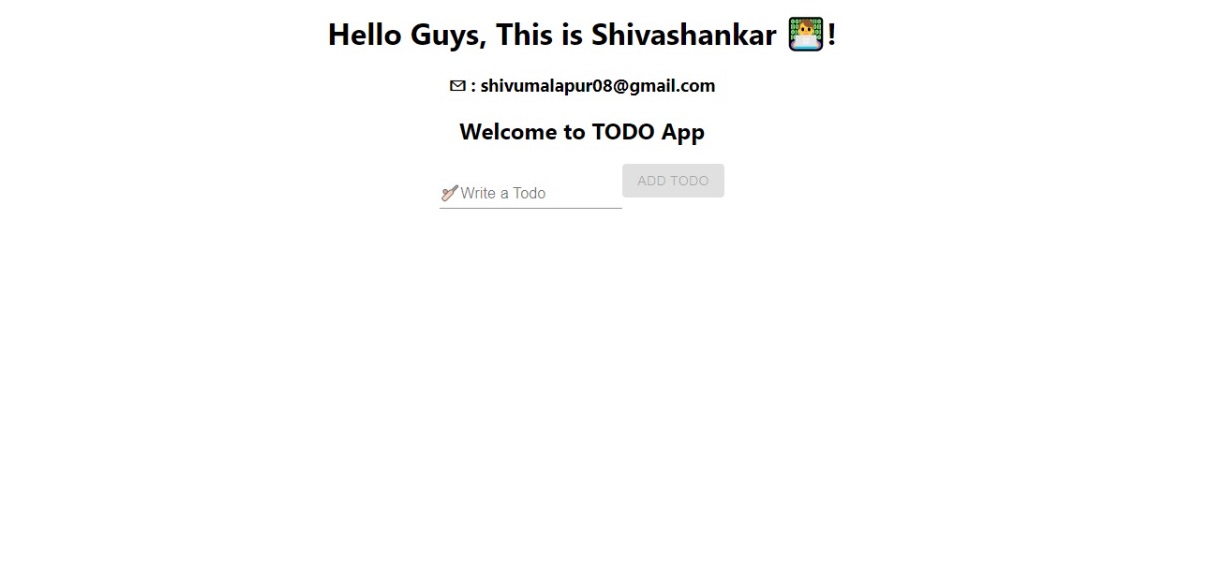 Hello Guys, This is Shivashankar 👨‍💻!
🖂 : shivumalapur08@gmail.com
Welcome to TODO App
✍Write a Todo
ADD TODO